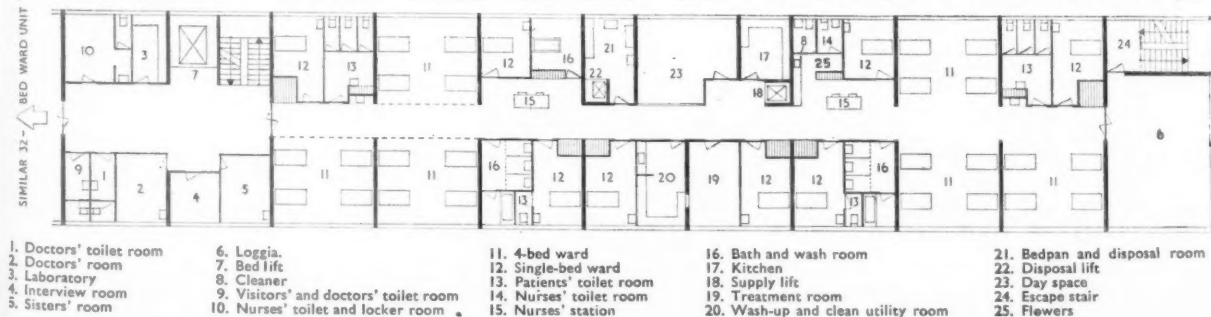 SIMILAR 32 - BED WARD UNIT
10 3 7 12 13 11 12 16 21 22 23 17 18 8 14 25 12 11 13 12 24
15 15 6
9 1 2 4 5 11 11 16 13 12 12 20 19 12 12 13 16 11 11
1. Doctors' toilet room
2. Doctors' room
3. Laboratory
4. Interview room
5. Sisters' room
6. Loggia.
7. Bed lift
8. Cleaner
9. Visitors' and doctors' toilet room
10. Nurses' toilet and locker room
11. 4-bed ward
12. Single-bed ward
13. Patients' toilet room
14. Nurses' toilet room
15. Nurses' station
16. Bath and wash room
17. Kitchen
18. Supply lift
19. Treatment room
20. Wash-up and clean utility room
21. Bedpan and disposal room
22. Disposal lift
23. Day space
24. Escape stair
25. Flowers